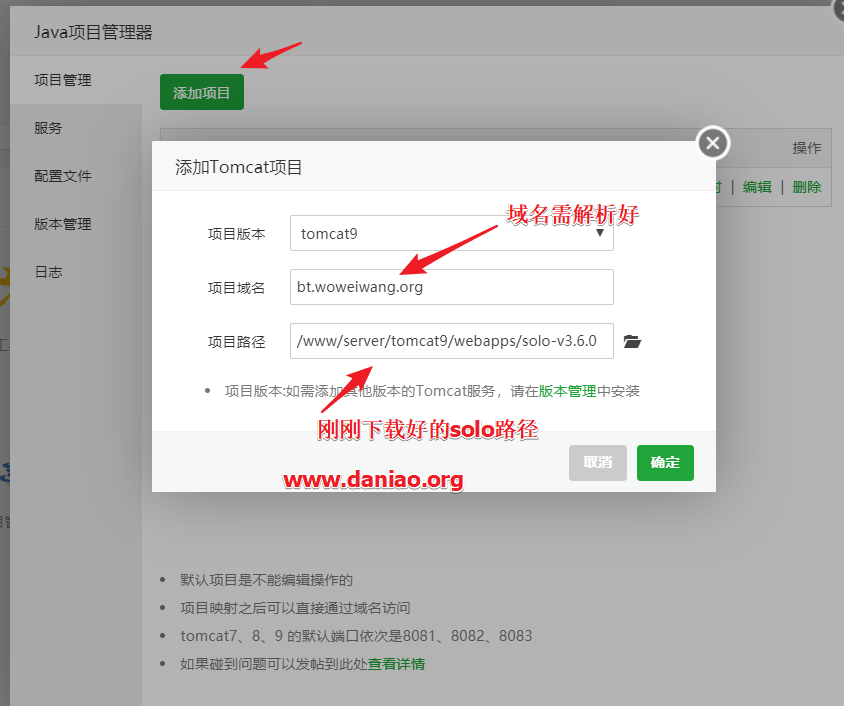 Java项目管理器
项目管理
添加项目
服务
操作
配置文件
添加Tomcat项目
| 编辑 | 删除
域名需解析好
版本管理
项目版本 tomcat9
日志
项目域名 bt.woweiwang.org
项目路径 /www/server/tomcat9/webapps/solo-v3.6.0
项目版本:如需添加其他版本的Tomcat服务，请在版本管理中安装
刚刚下载好的solo路径
取消 确定
www.daniao.org
默认项目是不能编辑操作的
项目映射之后可以直接通过域名访问
tomcat7、8、9 的默认端口依次是8081、8082、8083
如果碰到问题可以发帖到此处查看详情